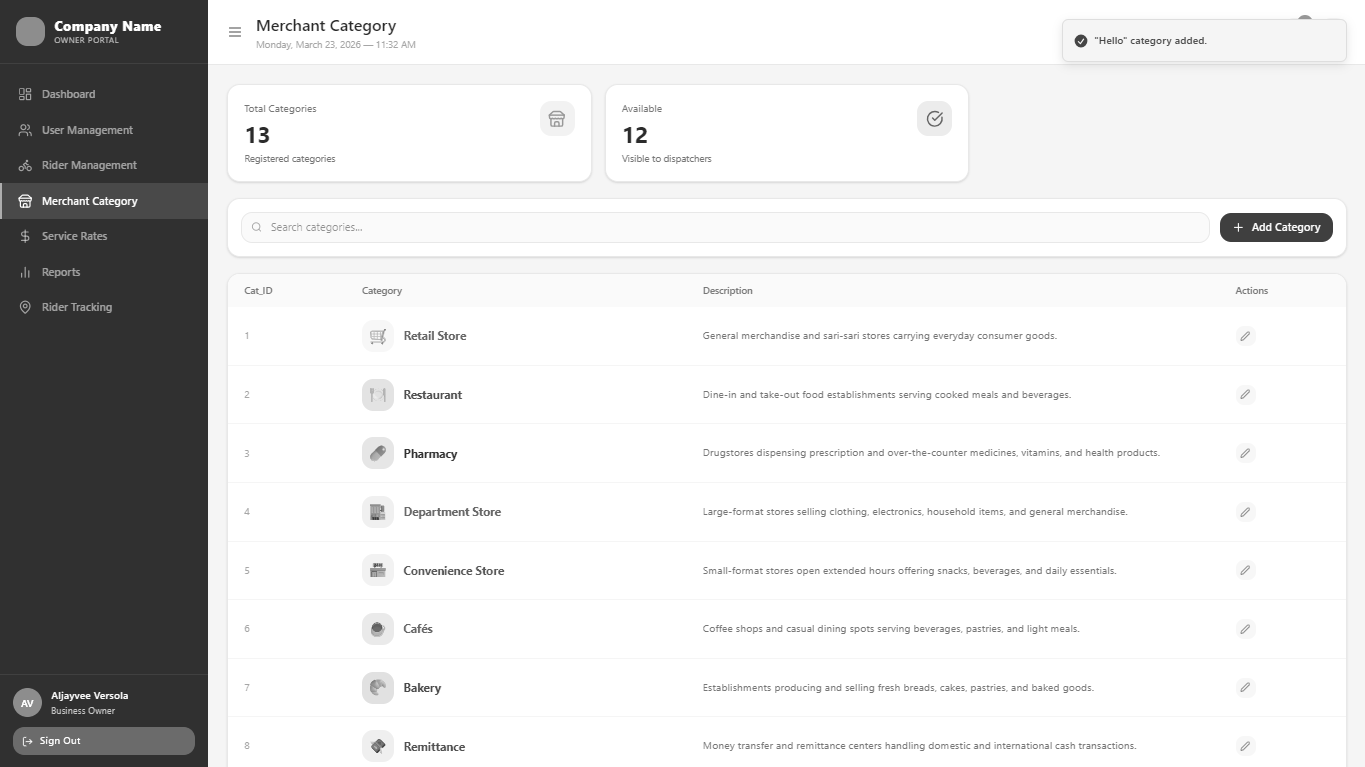 Company Name
OWNER PORTAL
Dashboard
User Management
Rider Management
Merchant Category
Service Rates
Reports
Rider Tracking
AV
Aljayvee Versola
Business Owner
Sign Out
Merchant Category
Monday, March 23, 2026 — 11:32 AM
"Hello" category added.
Total Categories
13
Registered categories
Available
12
Visible to dispatchers
Search categories...
Add Category
Cat_ID Category Description Actions
1 Retail Store General merchandise and sari-sari stores carrying everyday consumer goods.
2 Restaurant Dine-in and take-out food establishments serving cooked meals and beverages.
3 Pharmacy Drugstores dispensing prescription and over-the-counter medicines, vitamins, and health products.
4 Department Store Large-format stores selling clothing, electronics, household items, and general merchandise.
5 Convenience Store Small-format stores open extended hours offering snacks, beverages, and daily essentials.
6 Cafés Coffee shops and casual dining spots serving beverages, pastries, and light meals.
7 Bakery Establishments producing and selling fresh breads, cakes, pastries, and baked goods.
8 Remittance Money transfer and remittance centers handling domestic and international cash transactions.